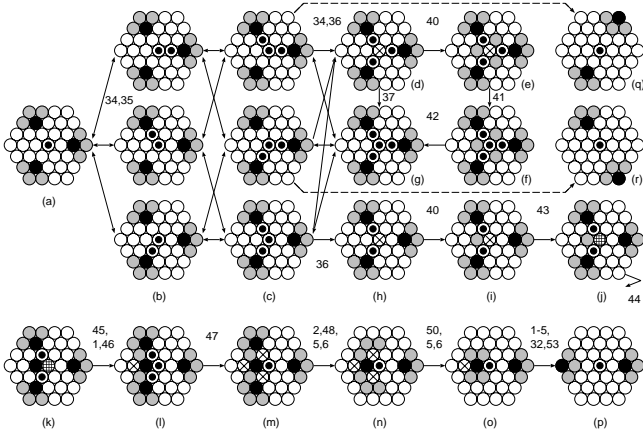 34,36
40
(d)
(e)
(q)
34,35
37
42
41
(a)
(g)
(f)
(r)
36
40
43
(b)
(c)
(h)
(i)
(j)
44
45,
1,46
47
2,48,
5,6
50,
5,6
1-5,
32,53
(k)
(l)
(m)
(n)
(o)
(p)